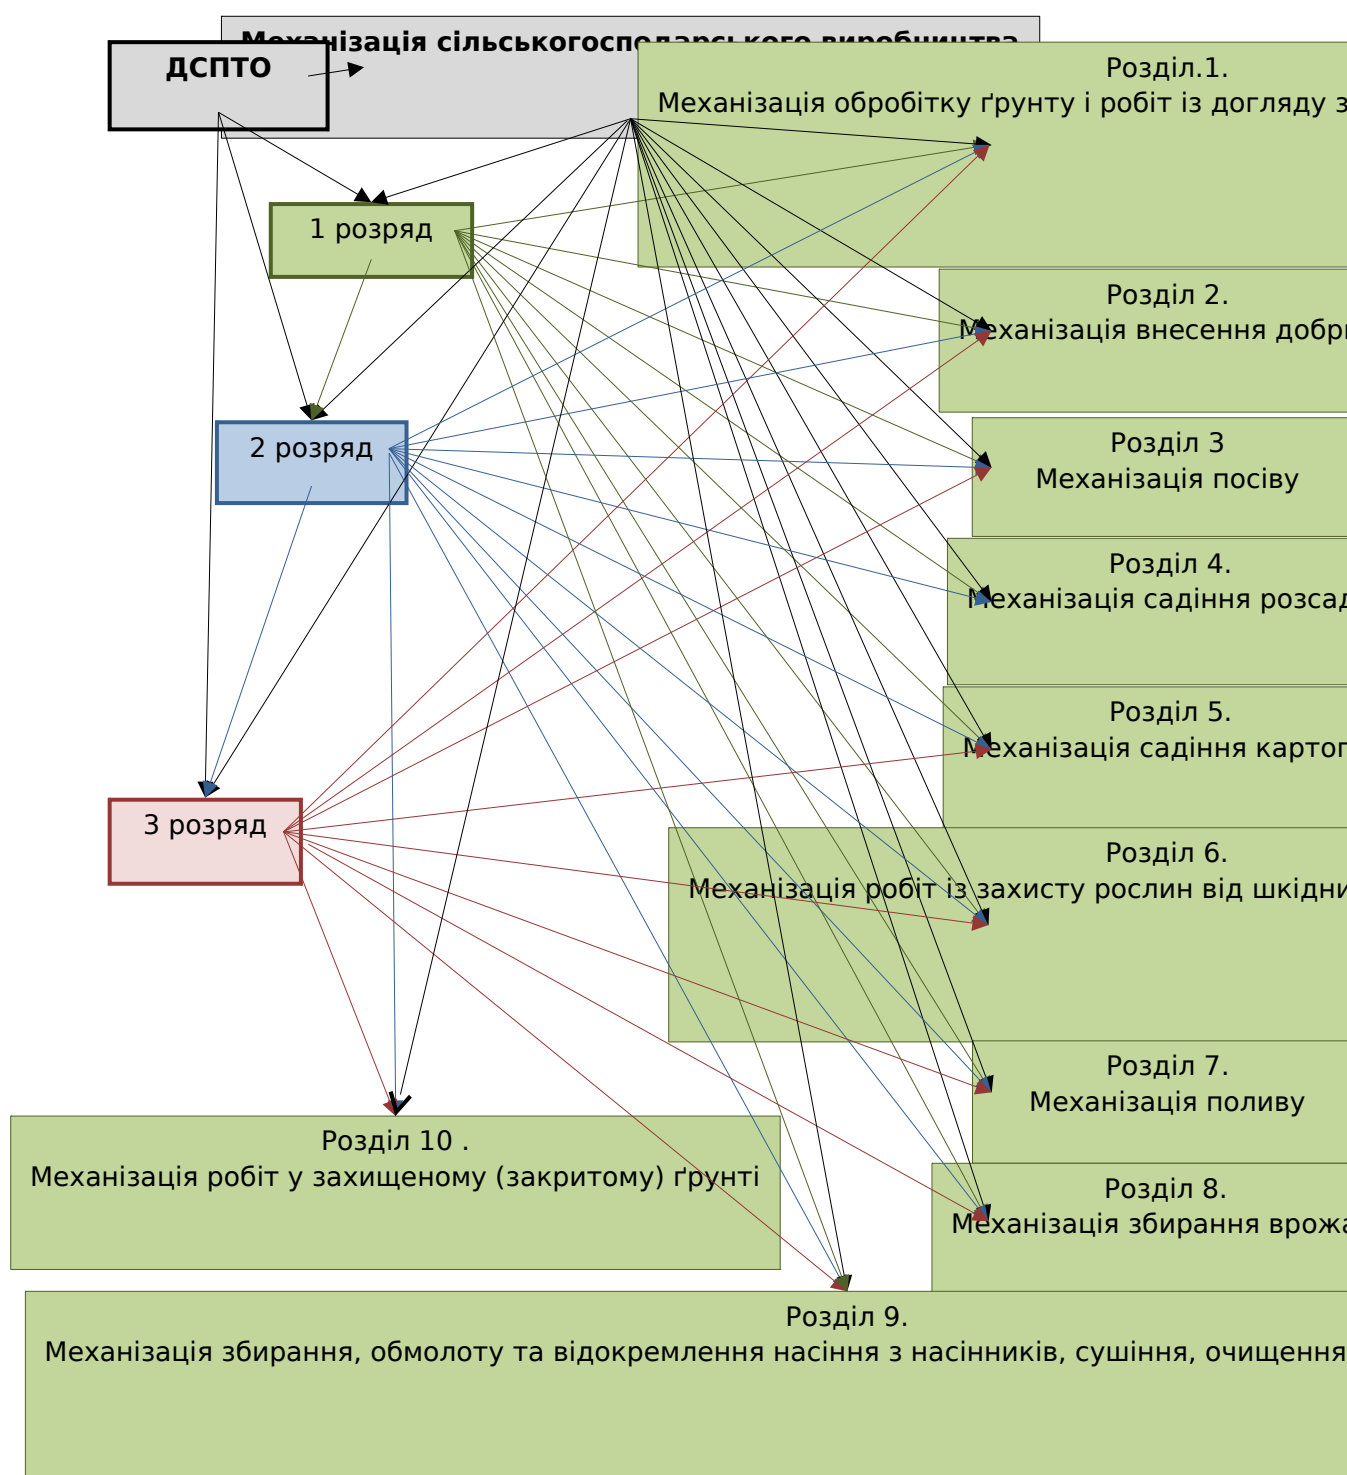 Механізація сільськогосподарського виробництва
ДСПТО
Розділ.1.
Механізація обробітку ґрунту і робіт із догляду з
1 розряд
Розділ 2.
Механізація внесення добр
2 розряд
Розділ 3
Механізація посіву
Розділ 4.
Механізація садіння розсад
Розділ 5.
Механізація садіння картоп
3 розряд
Розділ 6.
Механізація робіт із захисту рослин від шкідни
Розділ 7.
Механізація поливу
Розділ 10 .
Механізація робіт у захищеному (закритому) ґрунті
Розділ 8.
Механізація збирання врожа
Розділ 9.
Механізація збирання, обмолоту та відокремлення насіння з насінників, сушіння, очищення